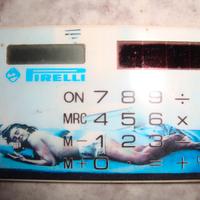 PIRELLI
ON 7 8 9 ÷
MRC 4 5 6 ×
M- 1 2 3 -
M+ 0 = +